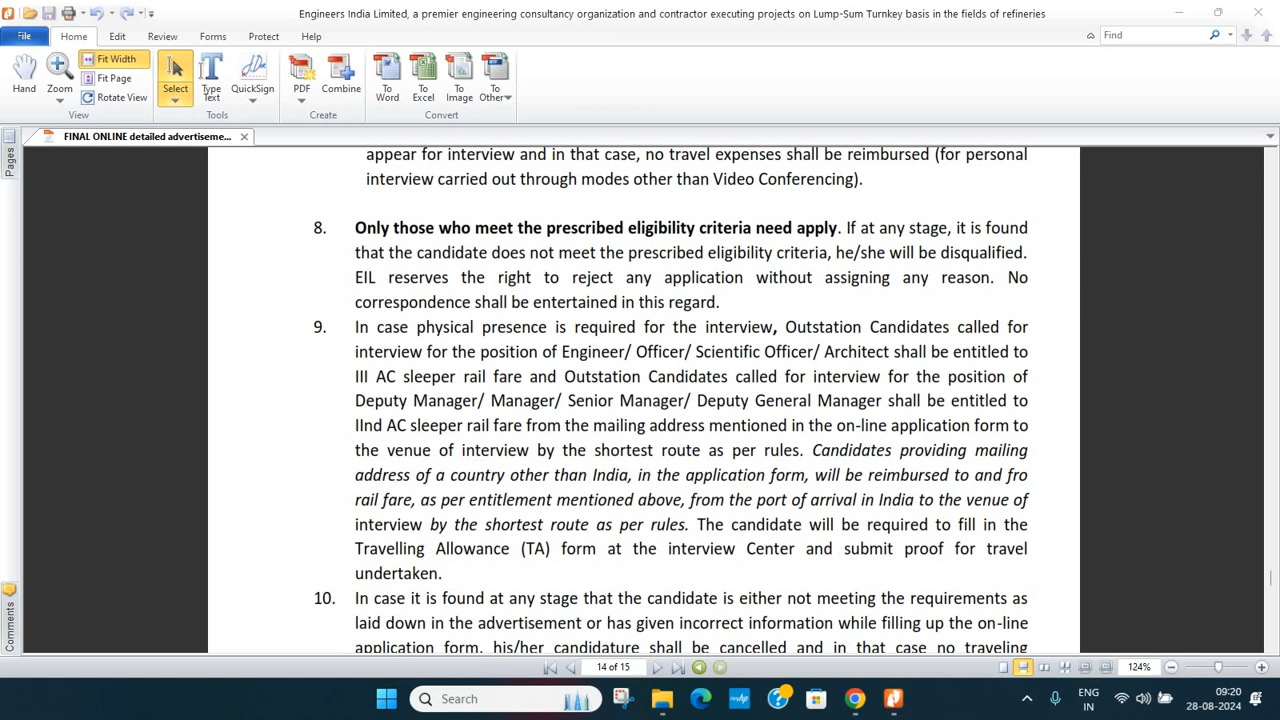 Engineers India Limited, a premier engineering consultancy organization and contractor executing projects on Lump-Sum Turnkey basis in the fields of refineries
File Home Edit Review Forms Protect Help Find
Hand Zoom Fit Width Fit Page Rotate View Select Type Text QuickSign PDF Combine To Word To Excel To Image To Other
View Tools Create Convert
FINAL ONLINE detailed advertiseme...
Pages
appear for interview and in that case, no travel expenses shall be reimbursed (for personal
interview carried out through modes other than Video Conferencing).
8. Only those who meet the prescribed eligibility criteria need apply. If at any stage, it is found
that the candidate does not meet the prescribed eligibility criteria, he/she will be disqualified.
EIL reserves the right to reject any application without assigning any reason. No
correspondence shall be entertained in this regard.
9. In case physical presence is required for the interview, Outstation Candidates called for
interview for the position of Engineer/ Officer/ Scientific Officer/ Architect shall be entitled to
III AC sleeper rail fare and Outstation Candidates called for interview for the position of
Deputy Manager/ Manager/ Senior Manager/ Deputy General Manager shall be entitled to
IInd AC sleeper rail fare from the mailing address mentioned in the on-line application form to
the venue of interview by the shortest route as per rules. Candidates providing mailing
address of a country other than India, in the application form, will be reimbursed to and fro
rail fare, as per entitlement mentioned above, from the port of arrival in India to the venue of
interview by the shortest route as per rules. The candidate will be required to fill in the
Travelling Allowance (TA) form at the interview Center and submit proof for travel
undertaken.
10. In case it is found at any stage that the candidate is either not meeting the requirements as
laid down in the advertisement or has given incorrect information while filling up the on-line
application form, his/her candidature shall be cancelled and in that case no traveling
Comments
14 of 15 124%
Search ENG IN 09:20 28-08-2024